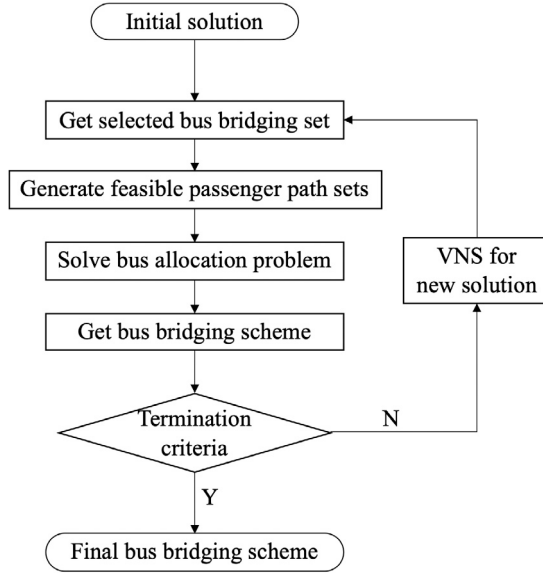 Initial solution
Get selected bus bridging set
Generate feasible passenger path sets
Solve bus allocation problem
VNS for
new solution
Get bus bridging scheme
Termination
criteria
N
Y
Final bus bridging scheme